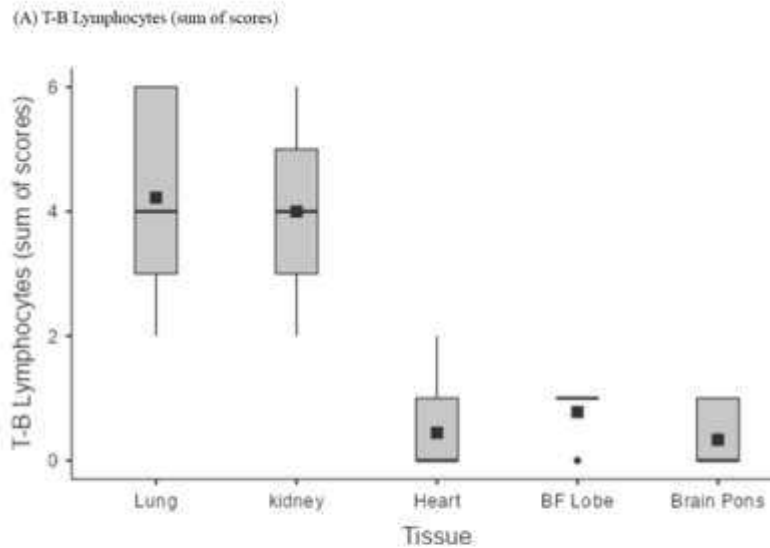 (A) T-B Lymphocytes (sum of scores)
T-B Lymphocytes (sum of scores)
6
4
2
0
Lung kidney Heart BF Lobe Brain Pons
Tissue